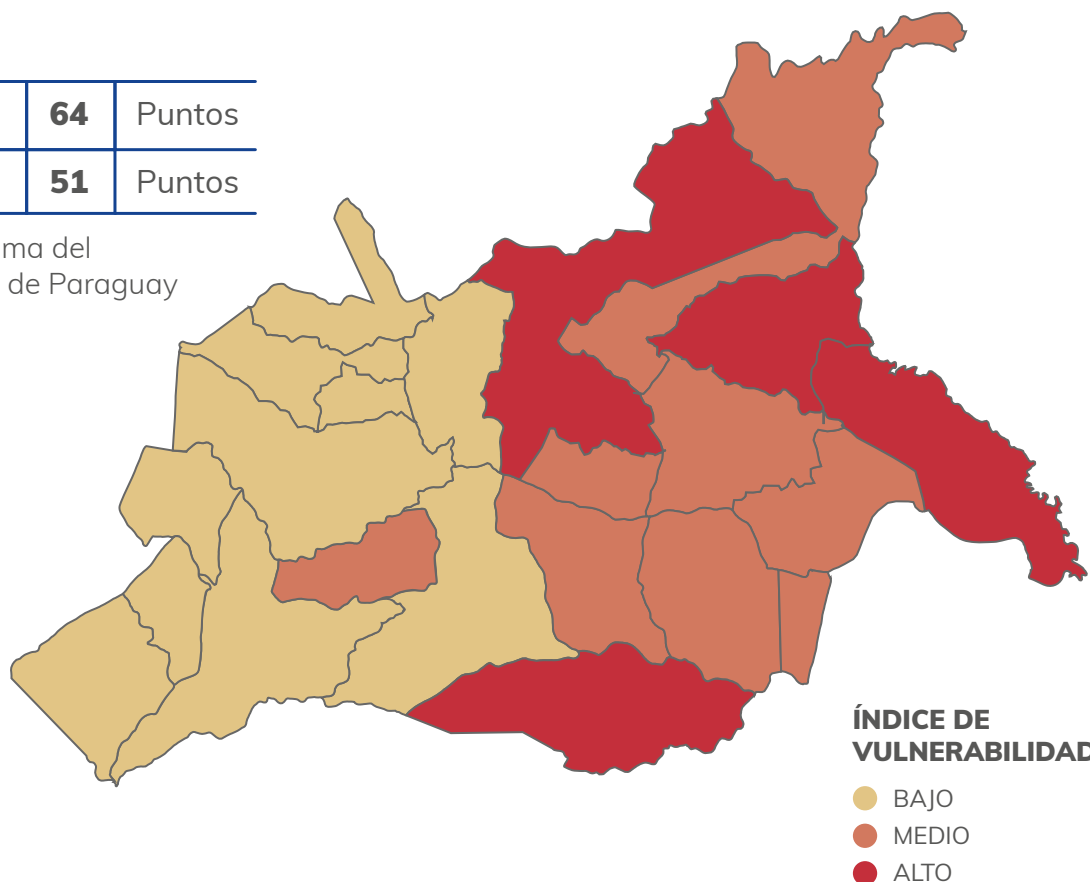 64 Puntos
51 Puntos
ma del
de Paraguay
ÍNDICE DE
VULNERABILIDAD
BAJO
MEDIO
ALTO